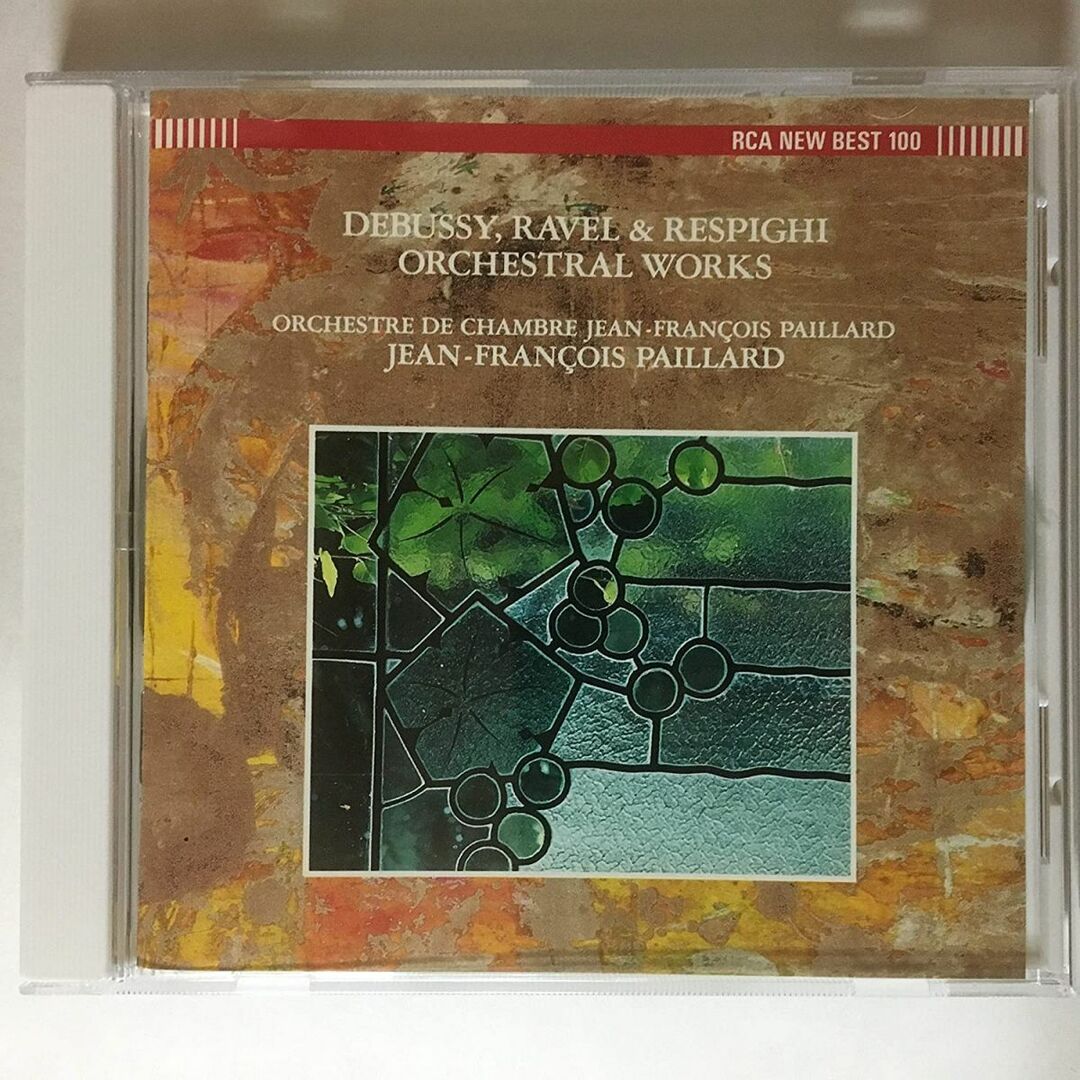 RCA NEW BEST 100
DEBUSSY, RAVEL & RESPIGHI
ORCHESTRAL WORKS
ORCHESTRE DE CHAMBRE JEAN-FRANÇOIS PAILLARD
JEAN-FRANÇOIS PAILLARD